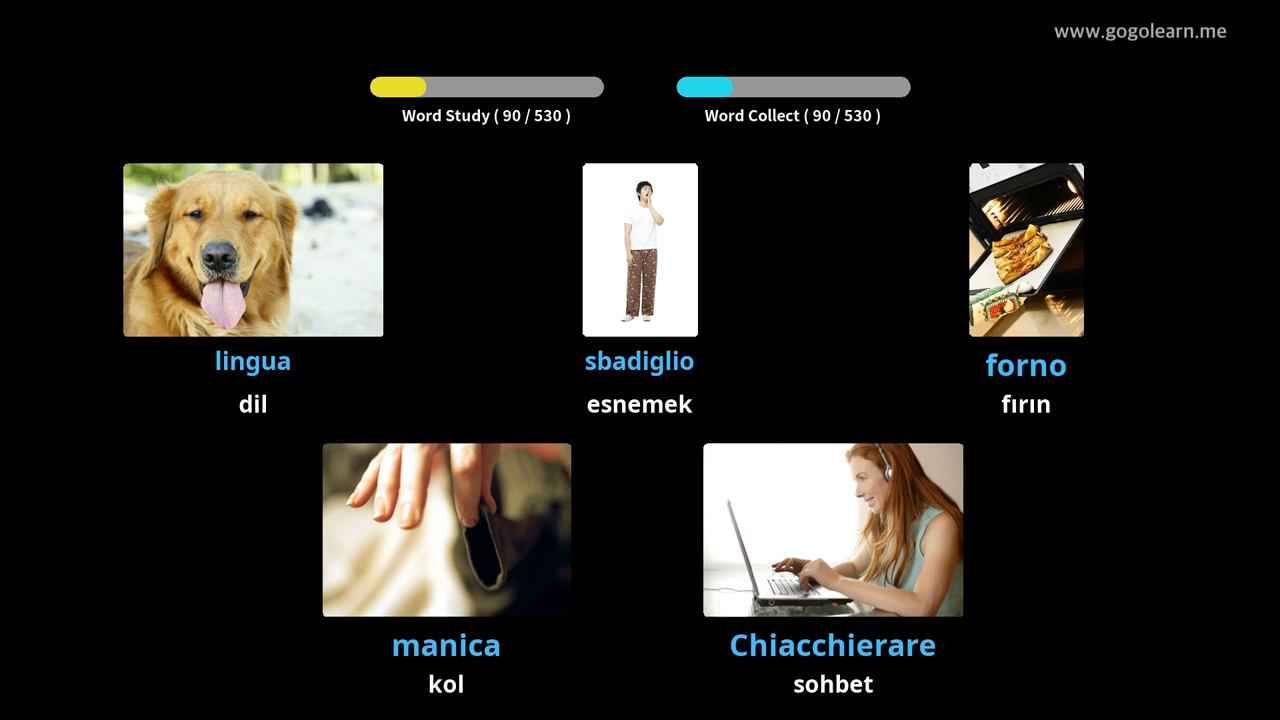 www.gogolearn.me
Word Study ( 90 / 530 )
Word Collect ( 90 / 530 )
lingua
dil
sbadiglio
esnemek
forno
fırın
manica
kol
Chiacchierare
sohbet